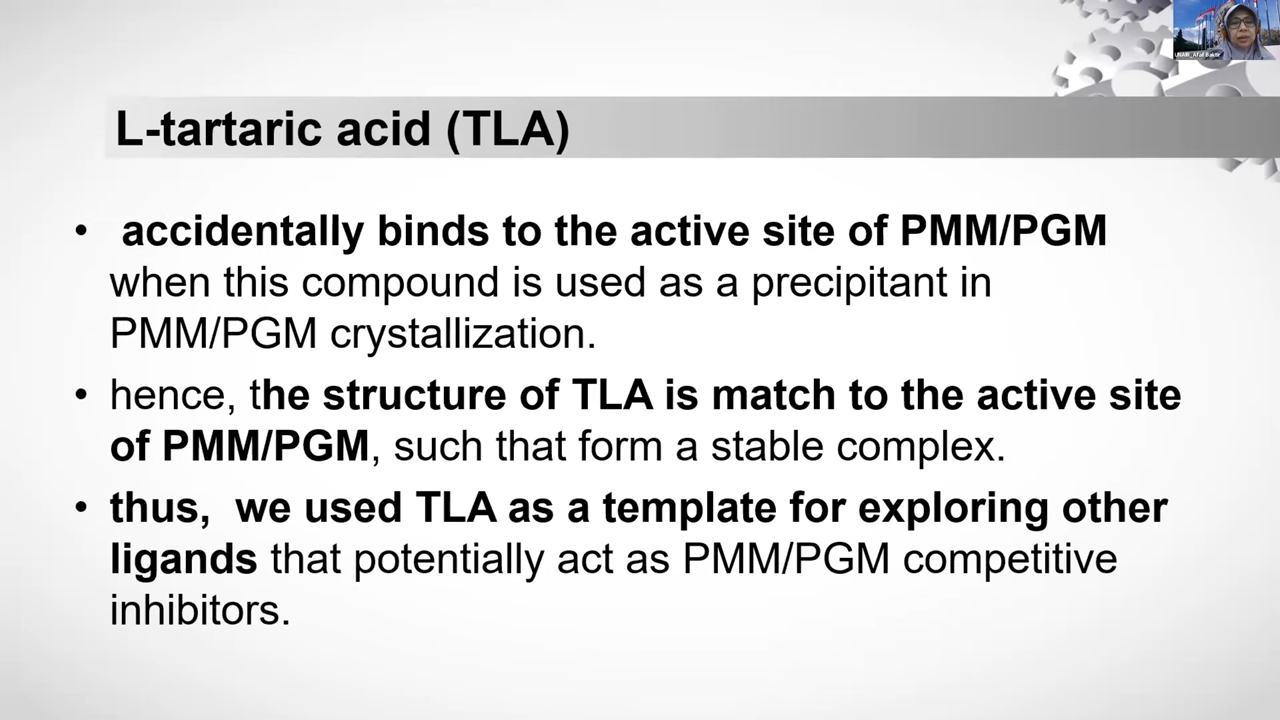 L-tartaric acid (TLA)
• accidentally binds to the active site of PMM/PGM
when this compound is used as a precipitant in
PMM/PGM crystallization.
• hence, the structure of TLA is match to the active site
of PMM/PGM, such that form a stable complex.
• thus, we used TLA as a template for exploring other
ligands that potentially act as PMM/PGM competitive
inhibitors.